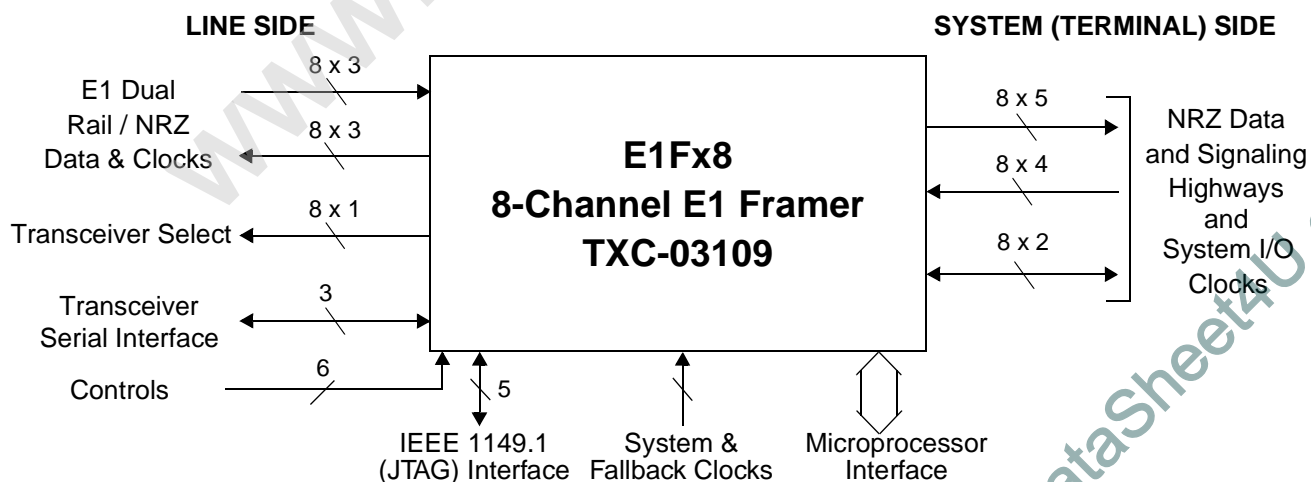 LINE SIDE
SYSTEM (TERMINAL) SIDE
E1 Dual
Rail / NRZ
Data & Clocks
8 x 3
8 x 3
Transceiver Select
8 x 1
Transceiver
Serial Interface
3
Controls
6
E1Fx8
8-Channel E1 Framer
TXC-03109
8 x 5
8 x 4
8 x 2
NRZ Data
and Signaling
Highways
and
System I/O
Clocks
5
IEEE 1149.1
(JTAG) Interface
System &
Fallback Clocks
Microprocessor
Interface
www.
ataSheet4U